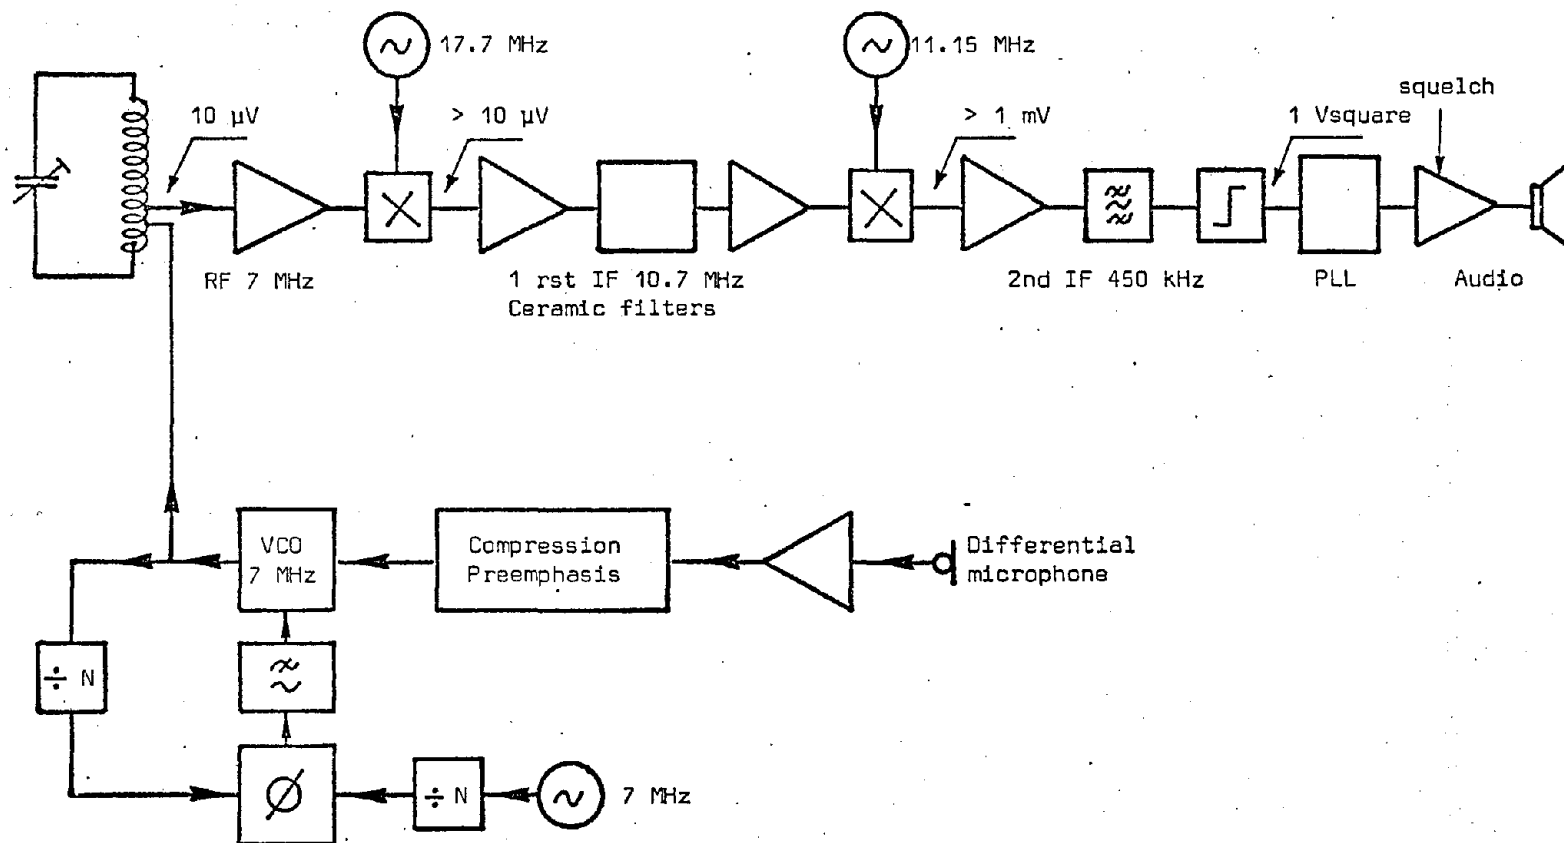 17.7 MHz
11.15 MHz
squelch
10 µV
> 10 µV
> 1 mV
1 Vsquare
RF 7 MHz
1 rst IF 10.7 MHz
Ceramic filters
2nd IF 450 kHz
PLL
Audio
VCO
7 MHz
Compression
Preemphasis
Differential
microphone
÷ N
Ø
÷ N
7 MHz